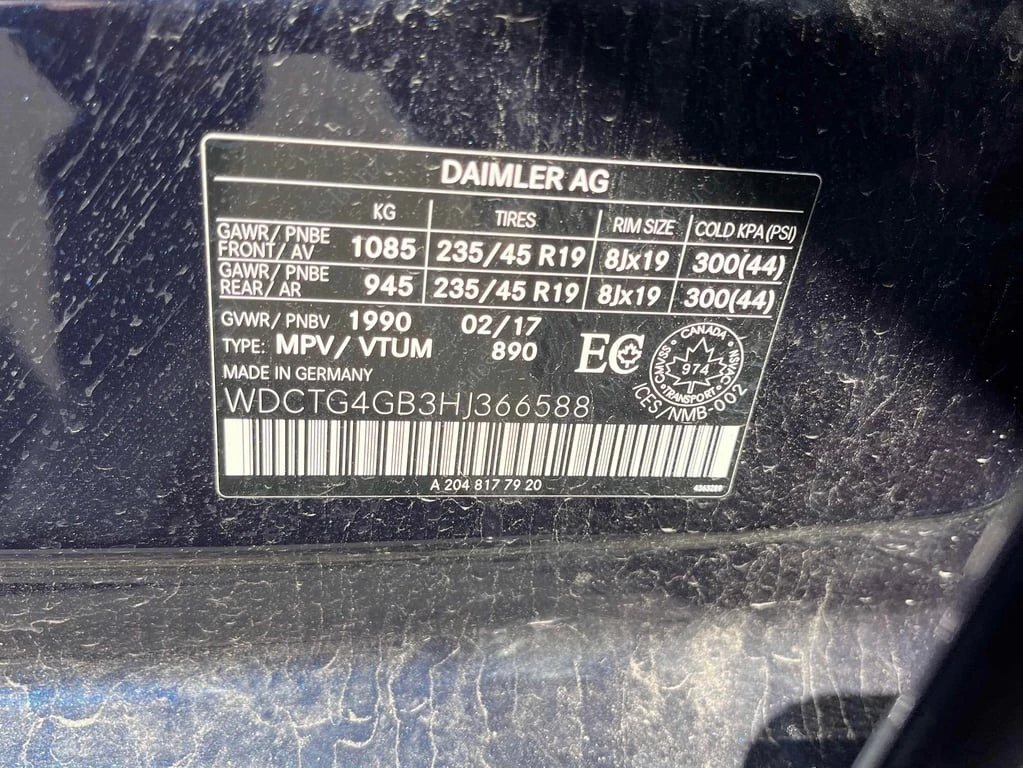 DAIMLER AG
KG TIRES RIM SIZE COLD KPA (PSI)
GAWR / PNBE FRONT / AV 1085 235/45 R19 8Jx19 300(44)
GAWR / PNBE REAR / AR 945 235/45 R19 8Jx19 300(44)
GVWR / PNBV 1990 02/17
TYPE: MPV/ VTUM 890
MADE IN GERMANY
WDCTG4GB3HJ366588
EC
CANADA
NSVAC
974
CMVSS
TRANSPORT
ICES/NMB-002
A 204 817 79 20